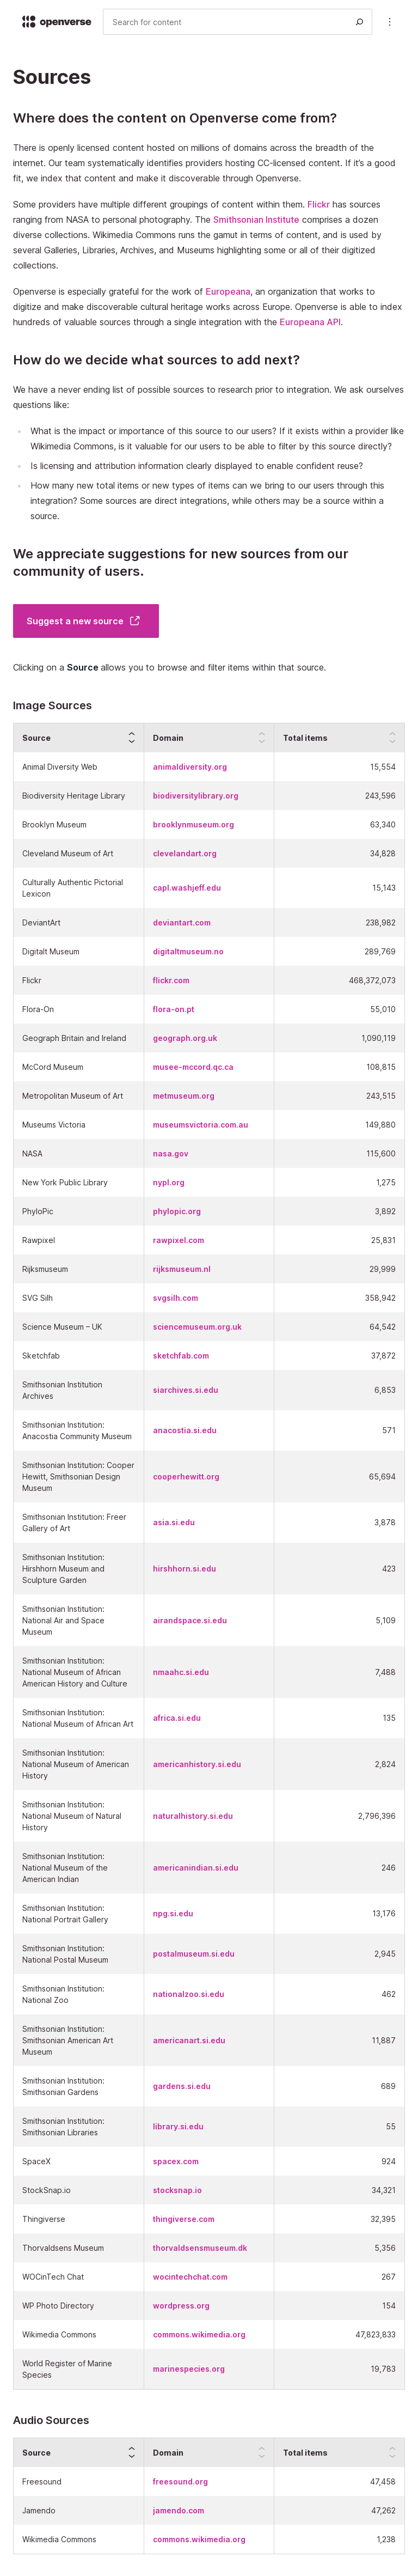 openverse
Search for content
Sources
Where does the content on Openverse come from?
There is openly licensed content hosted on millions of domains across the breadth of the
internet. Our team systematically identifies providers hosting CC-licensed content. If it's a good
fit, we index that content and make it discoverable through Openverse.
Some providers have multiple different groupings of content within them. Flickr has sources
ranging from NASA to personal photography. The Smithsonian Institute comprises a dozen
diverse collections. Wikimedia Commons runs the gamut in terms of content, and is used by
several Galleries, Libraries, Archives, and Museums highlighting some or all of their digitized
collections.
Openverse is especially grateful for the work of Europeana, an organization that works to
digitize and make discoverable cultural heritage works across Europe. Openverse is able to index
hundreds of valuable sources through a single integration with the Europeana API.
How do we decide what sources to add next?
We have a never ending list of possible sources to research prior to integration. We ask ourselves
questions like:
What is the impact or importance of this source to our users? If it exists within a provider like
Wikimedia Commons, is it valuable for our users to be able to filter by this source directly?
Is licensing and attribution information clearly displayed to enable confident reuse?
How many new total items or new types of items can we bring to our users through this
integration? Some sources are direct integrations, while others may be a source within a
source.
We appreciate suggestions for new sources from our
community of users.
Suggest a new source
Clicking on a Source allows you to browse and filter items within that source.
Image Sources
Source Domain Total items
Animal Diversity Web animaldiversity.org 15,554
Biodiversity Heritage Library biodiversitylibrary.org 243,596
Brooklyn Museum brooklynmuseum.org 63,340
Cleveland Museum of Art clevelandart.org 34,828
Culturally Authentic Pictorial
Lexicon capl.washjeff.edu 15,143
DeviantArt deviantart.com 238,982
Digitalt Museum digitaltmuseum.no 289,769
Flickr flickr.com 468,372,073
Flora-On flora-on.pt 55,010
Geograph Britain and Ireland geograph.org.uk 1,090,119
McCord Museum musee-mccord.qc.ca 108,815
Metropolitan Museum of Art metmuseum.org 243,515
Museums Victoria museumsvictoria.com.au 149,880
NASA nasa.gov 115,600
New York Public Library nypl.org 1,275
PhyloPic phylopic.org 3,892
Rawpixel rawpixel.com 25,831
Rijksmuseum rijksmuseum.nl 29,999
SVG Silh svgsilh.com 358,942
Science Museum – UK sciencemuseum.org.uk 64,542
Sketchfab sketchfab.com 37,872
Smithsonian Institution
Archives siarchives.si.edu 6,853
Smithsonian Institution:
Anacostia Community Museum anacostia.si.edu 571
Smithsonian Institution: Cooper
Hewitt, Smithsonian Design
Museum cooperhewitt.org 65,694
Smithsonian Institution: Freer
Gallery of Art asia.si.edu 3,878
Smithsonian Institution:
Hirshhorn Museum and
Sculpture Garden hirshhorn.si.edu 423
Smithsonian Institution:
National Air and Space
Museum airandspace.si.edu 5,109
Smithsonian Institution:
National Museum of African
American History and Culture nmaahc.si.edu 7,488
Smithsonian Institution:
National Museum of African Art africa.si.edu 135
Smithsonian Institution:
National Museum of American
History americanhistory.si.edu 2,824
Smithsonian Institution:
National Museum of Natural
History naturalhistory.si.edu 2,796,396
Smithsonian Institution:
National Museum of the
American Indian americanindian.si.edu 246
Smithsonian Institution:
National Portrait Gallery npg.si.edu 13,176
Smithsonian Institution:
National Postal Museum postalmuseum.si.edu 2,945
Smithsonian Institution:
National Zoo nationalzoo.si.edu 462
Smithsonian Institution:
Smithsonian American Art
Museum americanart.si.edu 11,887
Smithsonian Institution:
Smithsonian Gardens gardens.si.edu 689
Smithsonian Institution:
Smithsonian Libraries library.si.edu 55
SpaceX spacex.com 924
StockSnap.io stocksnap.io 34,321
Thingiverse thingiverse.com 32,395
Thorvaldsens Museum thorvaldsensmuseum.dk 5,356
WOCinTech Chat wocintechchat.com 267
WP Photo Directory wordpress.org 154
Wikimedia Commons commons.wikimedia.org 47,823,833
World Register of Marine
Species marinespecies.org 19,783
Audio Sources
Source Domain Total items
Freesound freesound.org 47,458
Jamendo jamendo.com 47,262
Wikimedia Commons commons.wikimedia.org 1,238